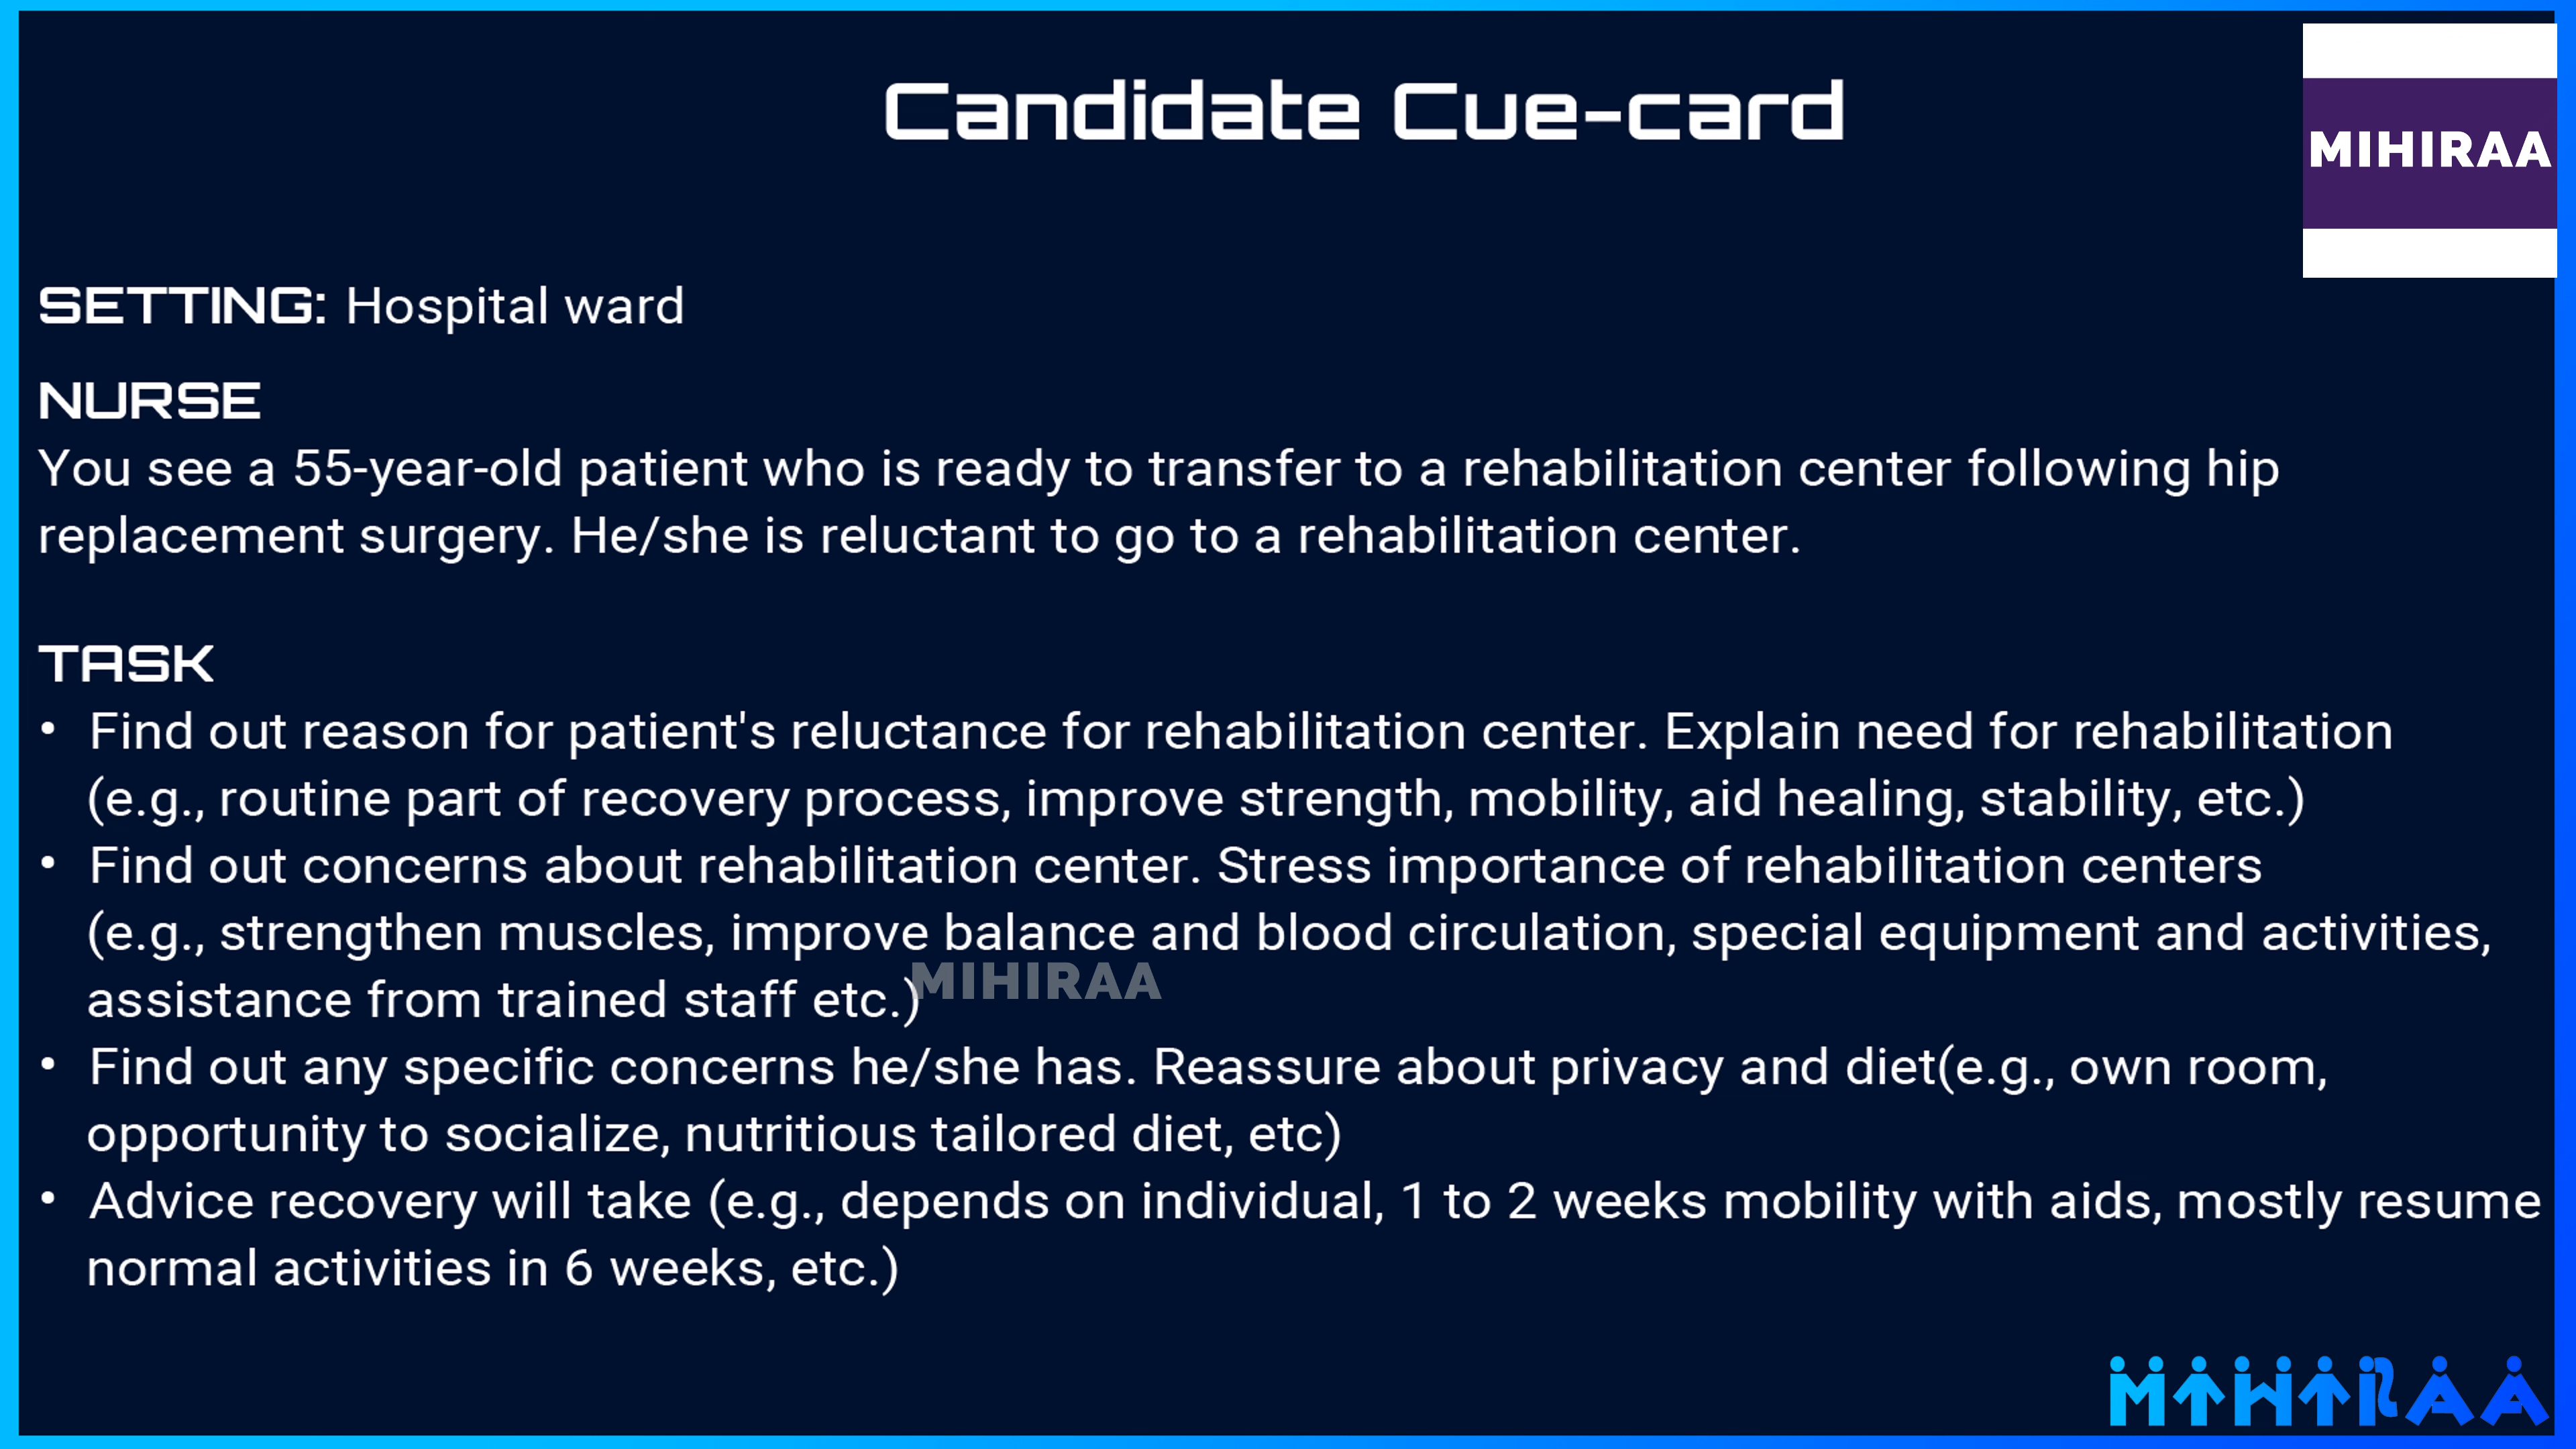 Candidate Cue-card
MIHIRAA
SETTING: Hospital ward
NURSE
You see a 55-year-old patient who is ready to transfer to a rehabilitation center following hip
replacement surgery. He/she is reluctant to go to a rehabilitation center.
TASK
• Find out reason for patient's reluctance for rehabilitation center. Explain need for rehabilitation
(e.g., routine part of recovery process, improve strength, mobility, aid healing, stability, etc.)
• Find out concerns about rehabilitation center. Stress importance of rehabilitation centers
(e.g., strengthen muscles, improve balance and blood circulation, special equipment and activities,
assistance from trained staff etc.)
MIHIRAA
• Find out any specific concerns he/she has. Reassure about privacy and diet(e.g., own room,
opportunity to socialize, nutritious tailored diet, etc)
• Advice recovery will take (e.g., depends on individual, 1 to 2 weeks mobility with aids, mostly resume
normal activities in 6 weeks, etc.)
MIHIRAA